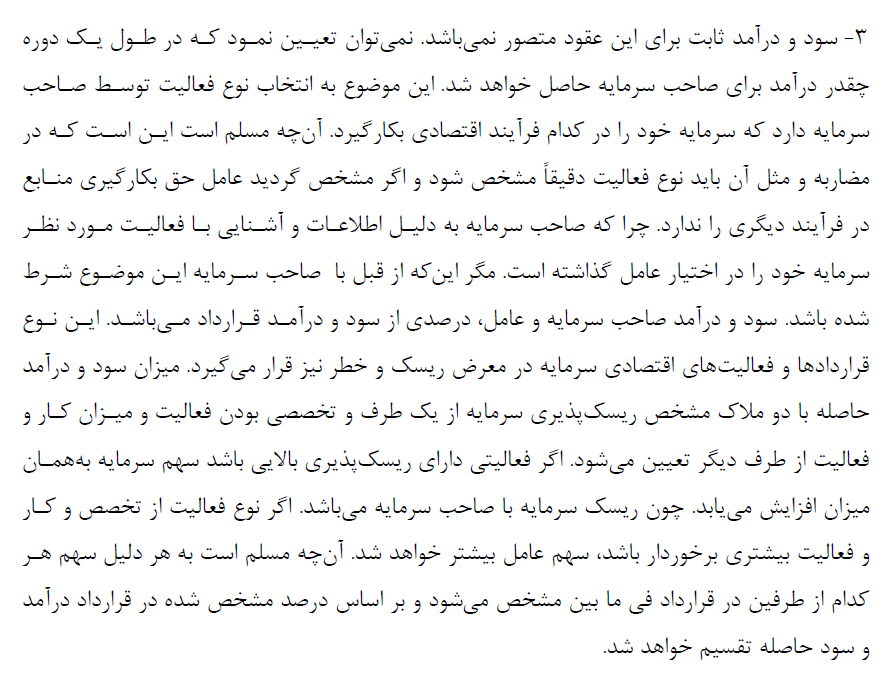 ۳- سود و درآمد ثابت برای این عقود متصور نمی‌باشد. نمی‌توان تعیین نمود که در طول یک دوره
چقدر درآمد برای صاحب سرمایه حاصل خواهد شد. این موضوع به انتخاب نوع فعالیت توسط صاحب
سرمایه دارد که سرمایه خود را در کدام فرآیند اقتصادی بکارگیرد. آن‌چه مسلم است این است که در
مضاربه و مثل آن باید نوع فعالیت دقیقاً مشخص شود و اگر مشخص گردید عامل حق بکارگیری منابع
در فرآیند دیگری را ندارد. چرا که صاحب سرمایه به دلیل اطلاعات و آشنایی با فعالیت مورد نظر
سرمایه خود را در اختیار عامل گذاشته است. مگر این‌که از قبل با صاحب سرمایه این موضوع شرط
شده باشد. سود و درآمد صاحب سرمایه و عامل، درصدی از سود و درآمد قرارداد می‌باشد. این نوع
قراردادها و فعالیت‌های اقتصادی سرمایه در معرض ریسک و خطر نیز قرار می‌گیرد. میزان سود و درآمد
حاصله با دو ملاک مشخص ریسک‌پذیری سرمایه از یک طرف و تخصصی بودن فعالیت و میزان کار و
فعالیت از طرف دیگر تعیین می‌شود. اگر فعالیتی دارای ریسک‌پذیری بالایی باشد سهم سرمایه به‌همان
میزان افزایش می‌یابد. چون ریسک سرمایه با صاحب سرمایه می‌باشد. اگر نوع فعالیت از تخصص و کار
و فعالیت بیشتری برخوردار باشد، سهم عامل بیشتر خواهد شد. آن‌چه مسلم است به هر دلیل سهم هر
کدام از طرفین در قرارداد فی ما بین مشخص می‌شود و بر اساس درصد مشخص شده در قرارداد درآمد
و سود حاصله تقسیم خواهد شد.